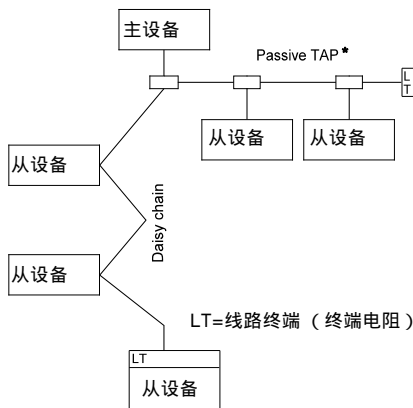 主设备
Passive TAP*
L
T
从设备
从设备
从设备
Daisy chain
从设备
LT=线路终端（终端电阻）
LT
从设备